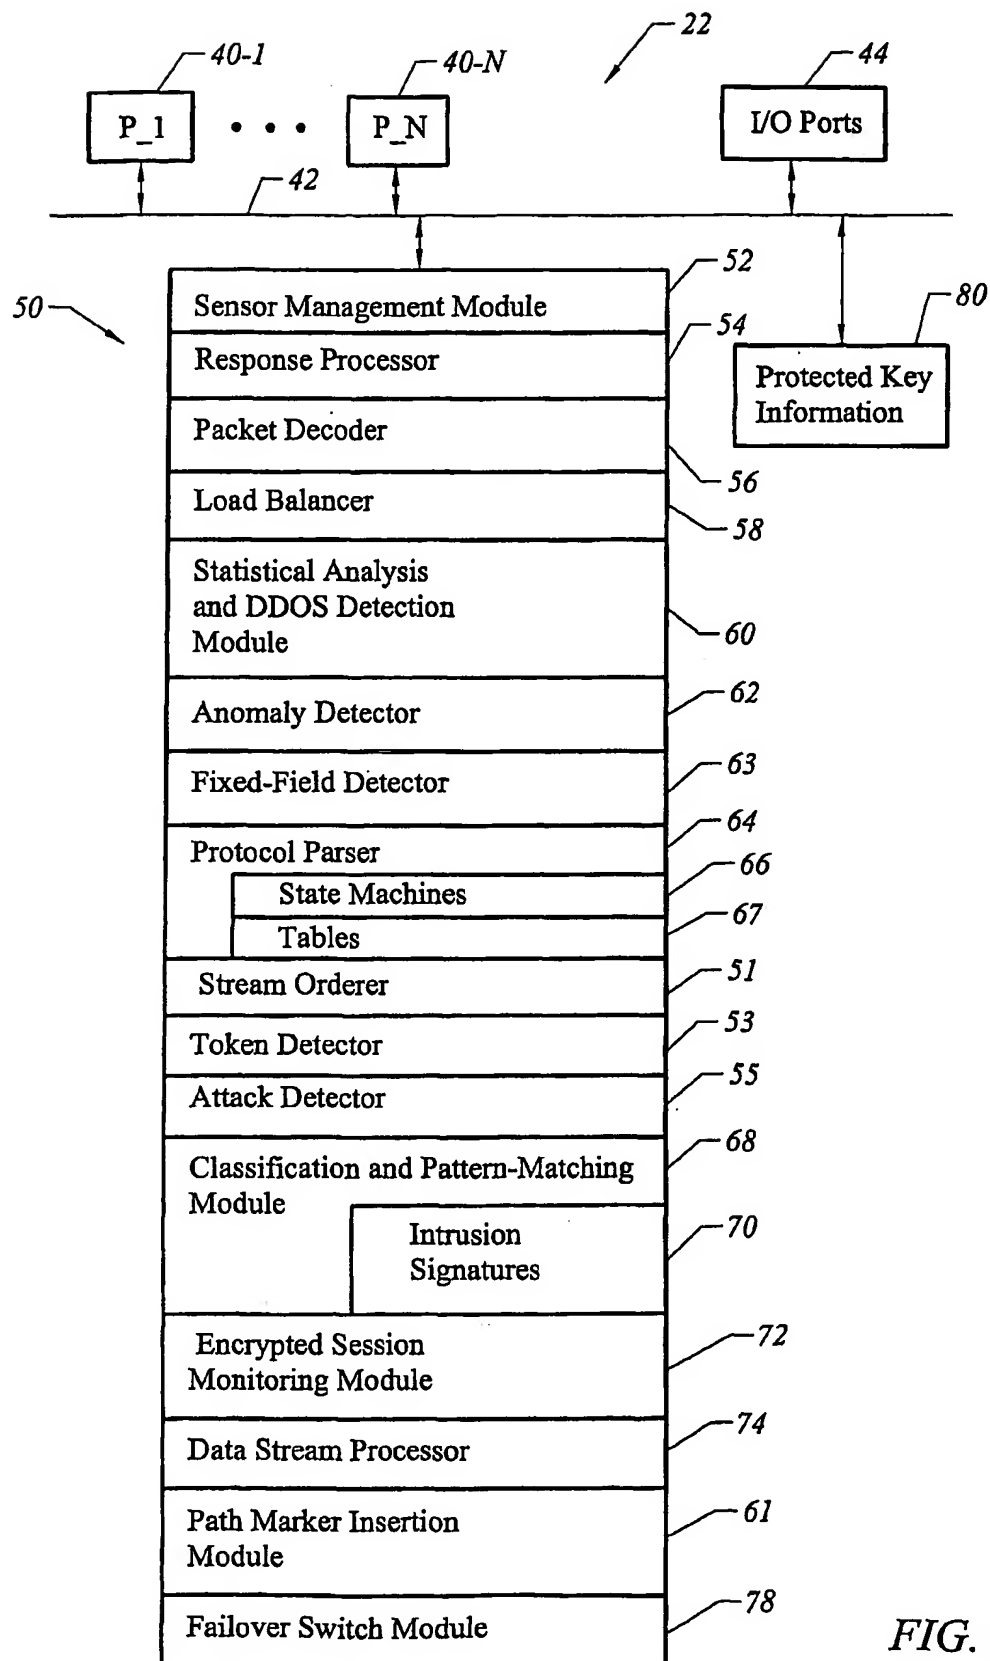 40-1
40-N
22
44
P_1
• • •
P_N
I/O Ports
42
52
50
Sensor Management Module
80
54
Response Processor
Protected Key
Information
Packet Decoder
56
Load Balancer
58
Statistical Analysis
and DDOS Detection
Module
60
62
Anomaly Detector
63
Fixed-Field Detector
64
Protocol Parser
66
State Machines
67
Tables
51
Stream Orderer
53
Token Detector
55
Attack Detector
68
Classification and Pattern-Matching
Module
70
Intrusion
Signatures
72
Encrypted Session
Monitoring Module
74
Data Stream Processor
61
Path Marker Insertion
Module
78
Failover Switch Module
FIG.